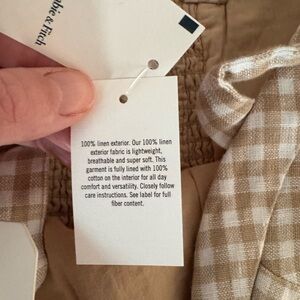 bie & Fitch
100% linen exterior. Our 100% linen
exterior fabric is lightweight,
breathable and super soft. This
garment is fully lined with 100%
cotton on the interior for all day
comfort and versatility. Closely follow
care instructions. See label for full
fiber content.